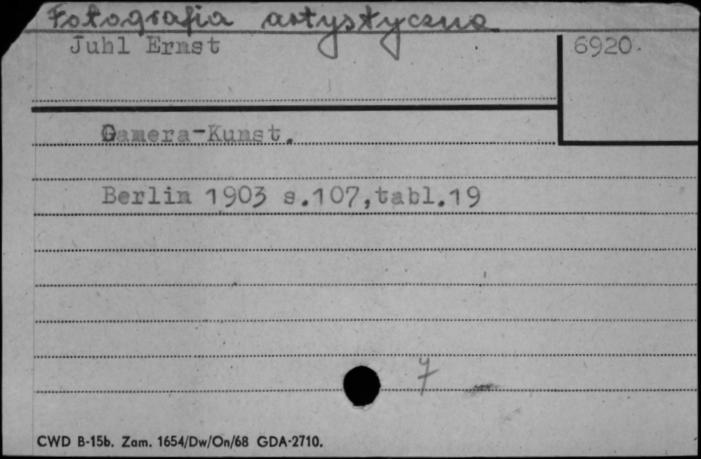 Fotografia artystyczna
Juhl Ernst
6920.
Camera-Kunst.
Berlin 1903 s.107,tabl.19
7
CWD B-15b. Zam. 1654/Dw/On/68 GDA-2710.